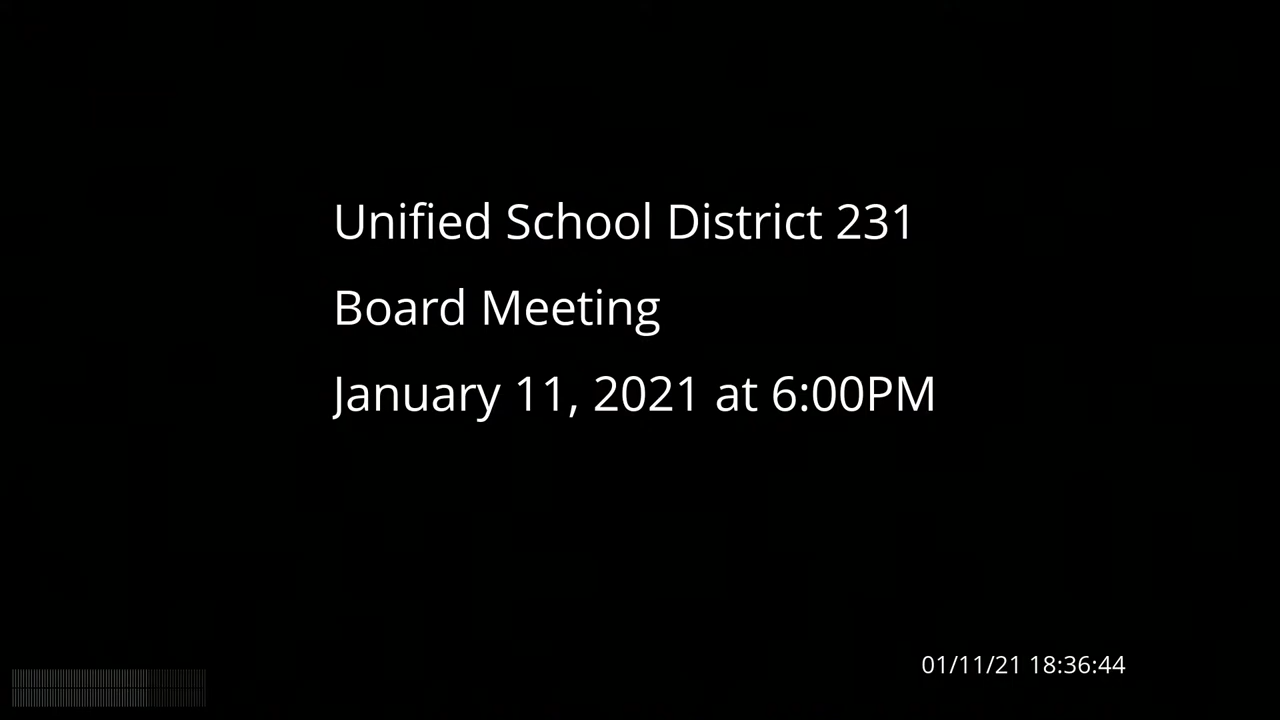 Unified School District 231
Board Meeting
January 11, 2021 at 6:00PM
01/11/21 18:36:44